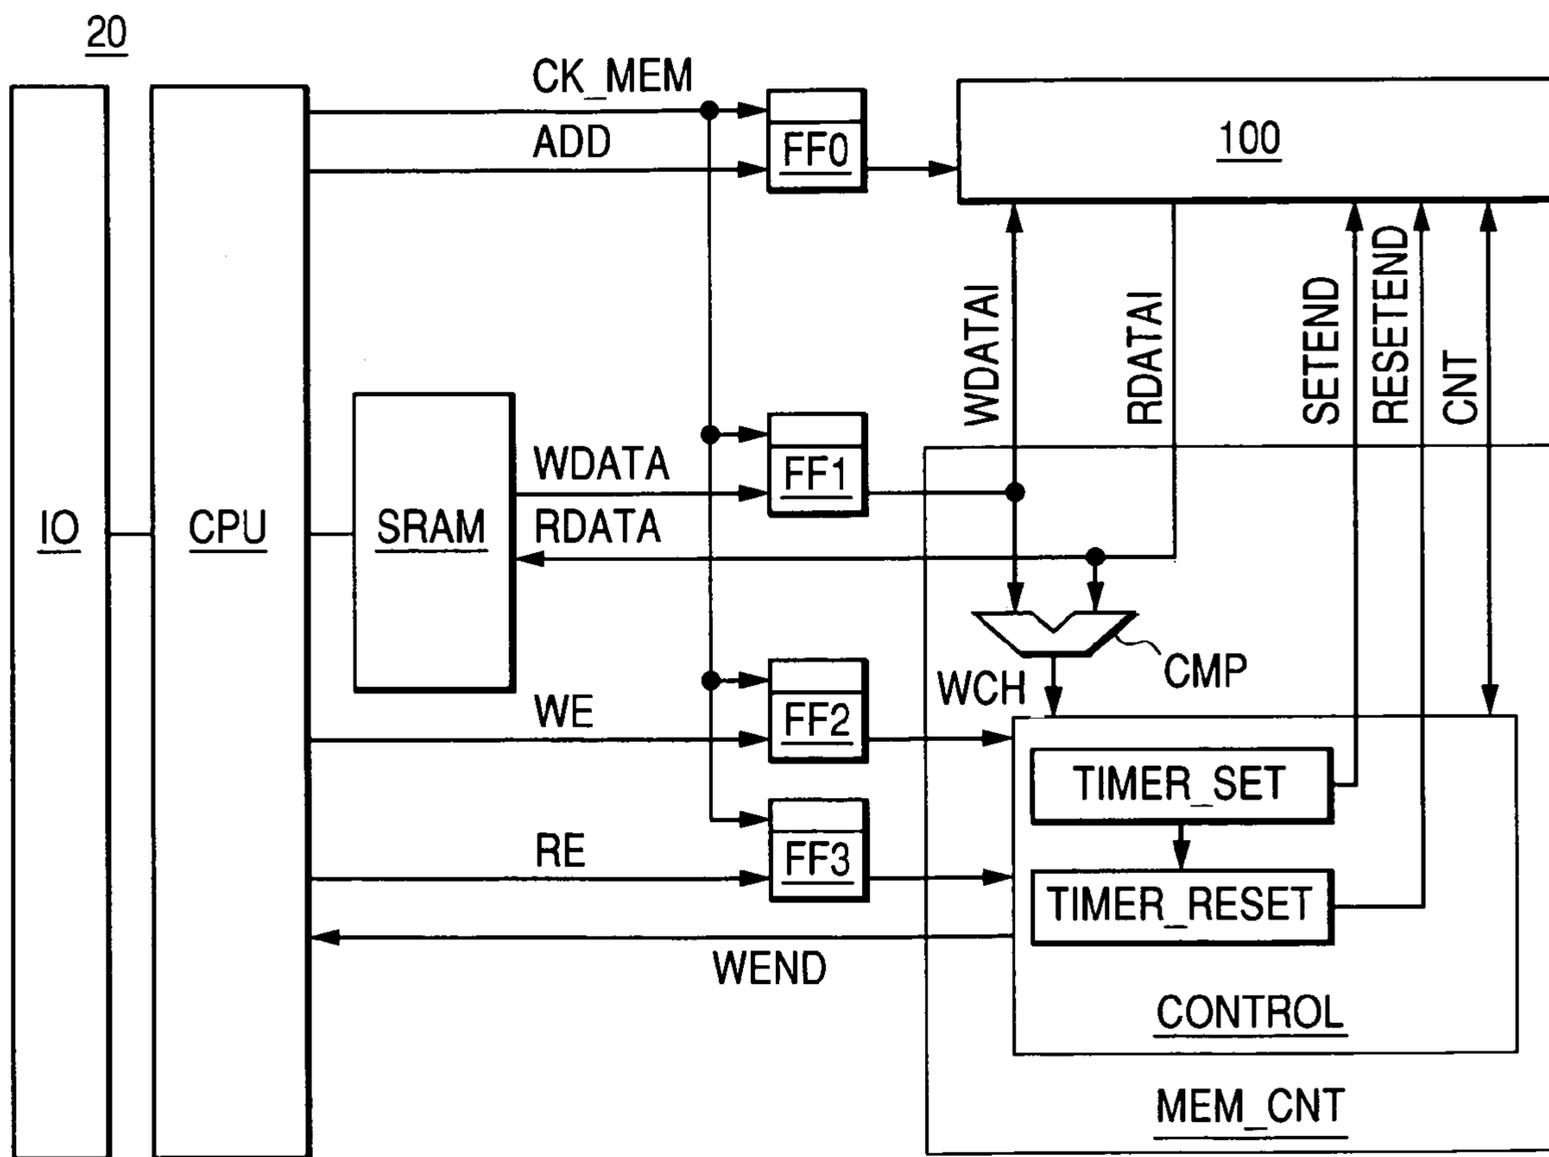 20
CK_MEM
ADD
FF0
100
WDATAI
RDATAI
SETEND
RESETEND
CNT
IO
CPU
SRAM
WDATA
RDATA
FF1
CMP
WCH
WE
FF2
TIMER_SET
RE
FF3
TIMER_RESET
WEND
CONTROL
MEM_CNT